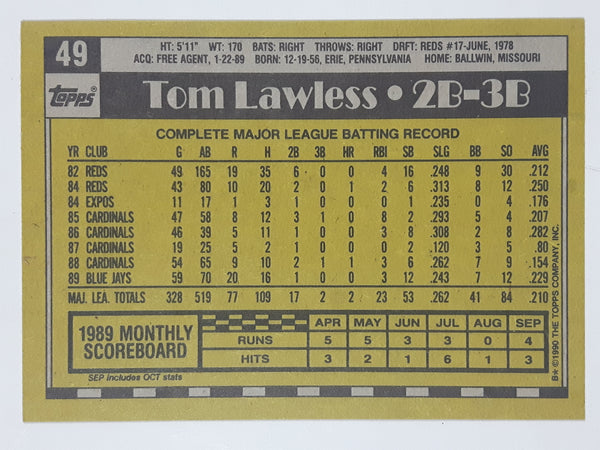 49
HT: 5'11" WT: 170 BATS: RIGHT THROWS: RIGHT DRFT: REDS #17-JUNE, 1978
ACQ: FREE AGENT, 1-22-89 BORN: 12-19-56, ERIE, PENNSYLVANIA HOME: BALLWIN, MISSOURI
topps®
Tom Lawless • 2B-3B
COMPLETE MAJOR LEAGUE BATTING RECORD
YR CLUB G AB R H 2B 3B HR RBI SB SLG BB SO AVG
82 REDS 49 165 19 35 6 0 0 4 16 .248 9 30 .212
84 REDS 43 80 10 20 2 0 1 2 6 .313 8 12 .250
84 EXPOS 11 17 1 3 1 0 0 0 1 .235 0 4 .176
85 CARDINALS 47 58 8 12 3 1 0 8 2 .293 5 4 .207
86 CARDINALS 46 39 5 11 1 0 0 3 8 .308 2 8 .282
87 CARDINALS 19 25 5 2 1 0 0 0 2 .120 3 5 .80
88 CARDINALS 54 65 9 10 2 1 1 3 6 .262 7 9 .154
89 BLUE JAYS 59 70 20 16 1 0 0 3 12 .243 7 12 .229
MAJ. LEA. TOTALS 328 519 77 109 17 2 2 23 53 .262 41 84 .210
1989 MONTHLY SCOREBOARD
APR MAY JUN JUL AUG SEP
RUNS 5 5 3 3 0 4
HITS 3 2 1 6 1 3
SEP includes OCT stats
B★ ©1990 THE TOPPS COMPANY, INC.